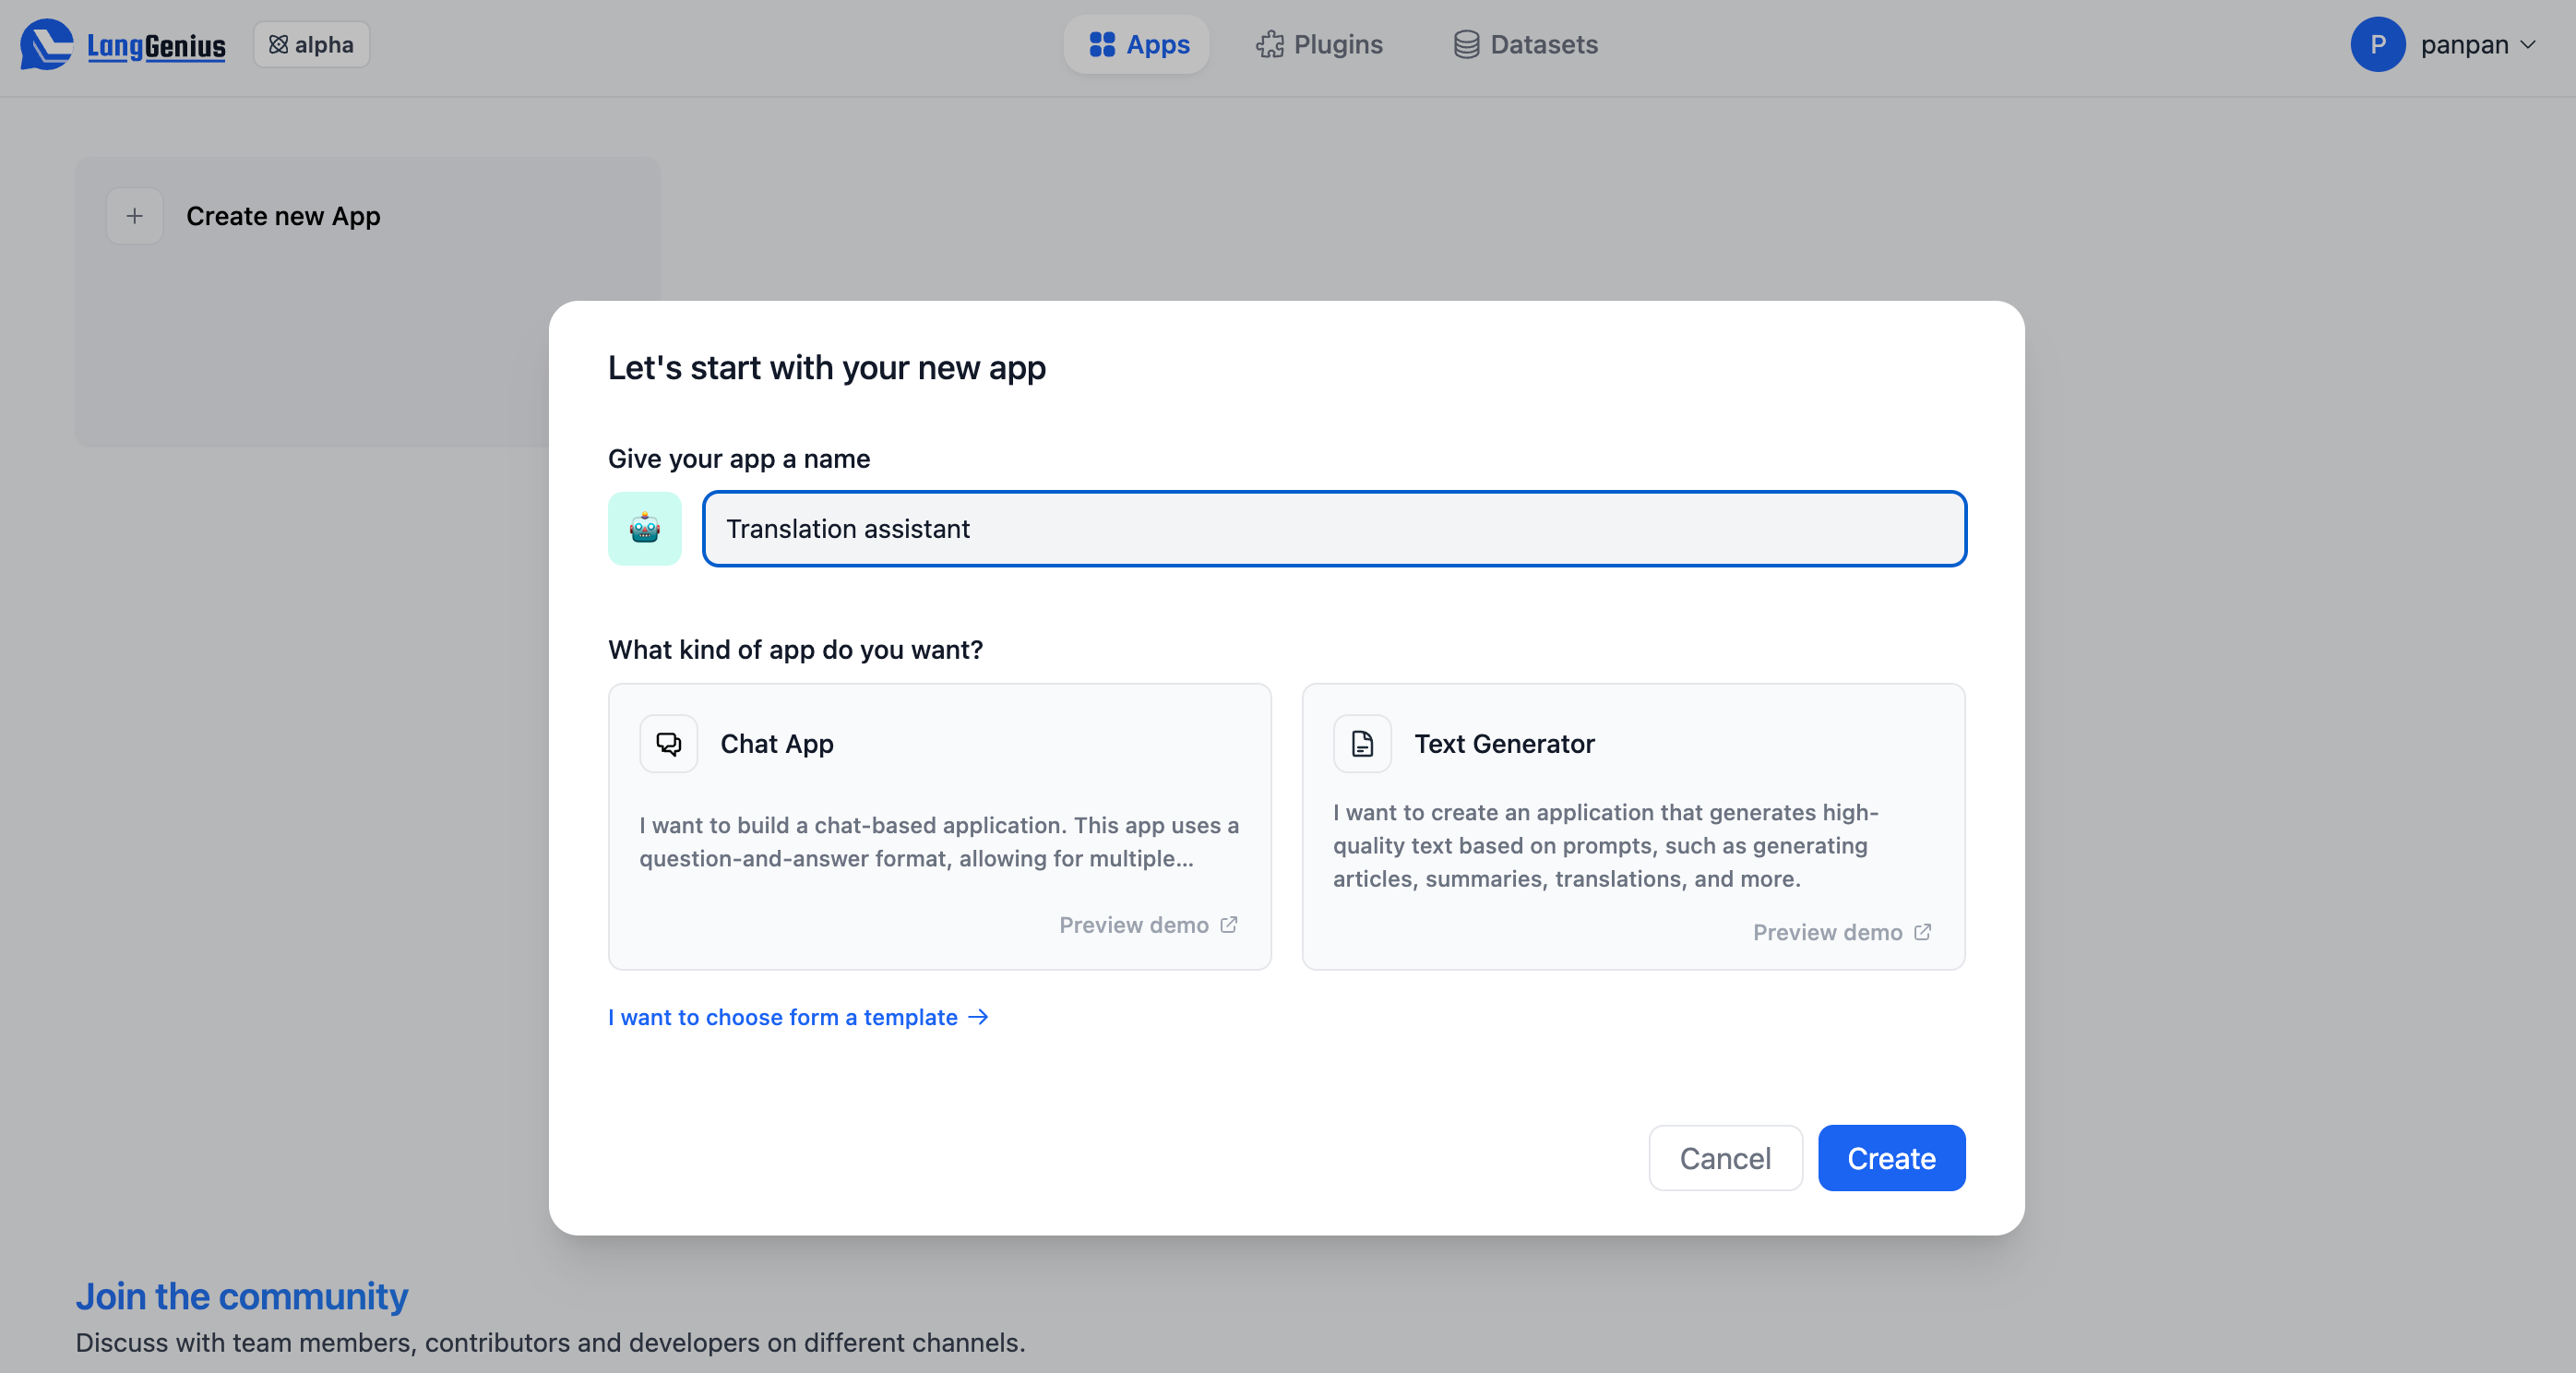 LangGenius
alpha
Apps
Plugins
Datasets
P
panpan
Create new App
Let's start with your new app
Give your app a name
Translation assistant
What kind of app do you want?
Chat App
I want to build a chat-based application. This app uses a
question-and-answer format, allowing for multiple...
Preview demo
Text Generator
I want to create an application that generates high-
quality text based on prompts, such as generating
articles, summaries, translations, and more.
Preview demo
I want to choose form a template
Cancel
Create
Join the community
Discuss with team members, contributors and developers on different channels.